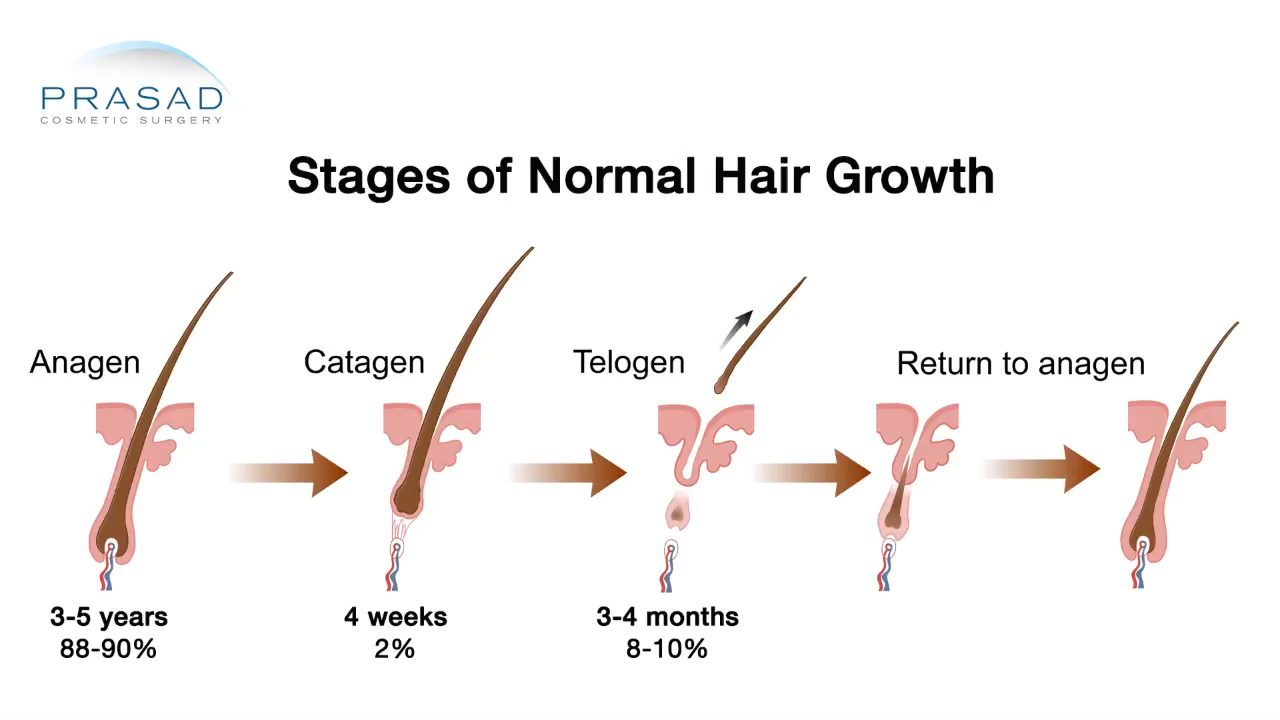 PRASAD
COSMETIC SURGERY
Stages of Normal Hair Growth
Anagen
Catagen
Telogen
Return to anagen
3-5 years
88-90%
4 weeks
2%
3-4 months
8-10%